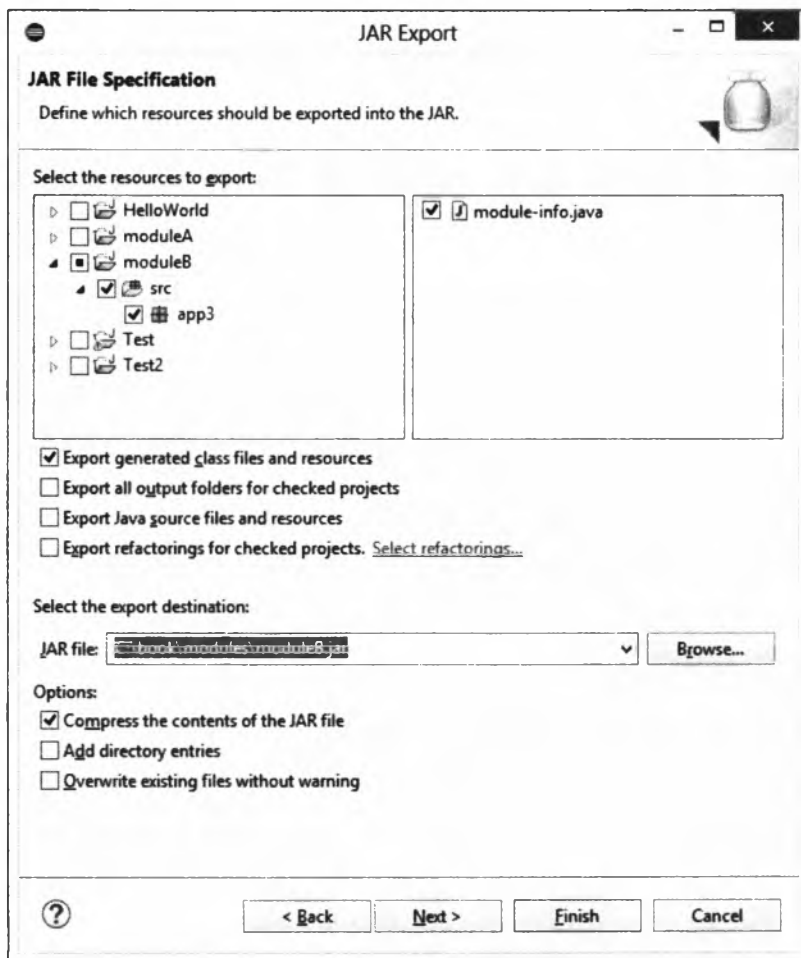 JAR Export
JAR File Specification
Define which resources should be exported into the JAR.
Select the resources to export:
HelloWorld
moduleA
moduleB
src
app3
Test
Test2
module-info.java
Export generated class files and resources
Export all output folders for checked projects
Export Java source files and resources
Export refactorings for checked projects. Select refactorings...
Select the export destination:
JAR file: C:\book\modules\moduleB.jar
Browse...
Options:
Compress the contents of the JAR file
Add directory entries
Overwrite existing files without warning
? < Back Next > Finish Cancel